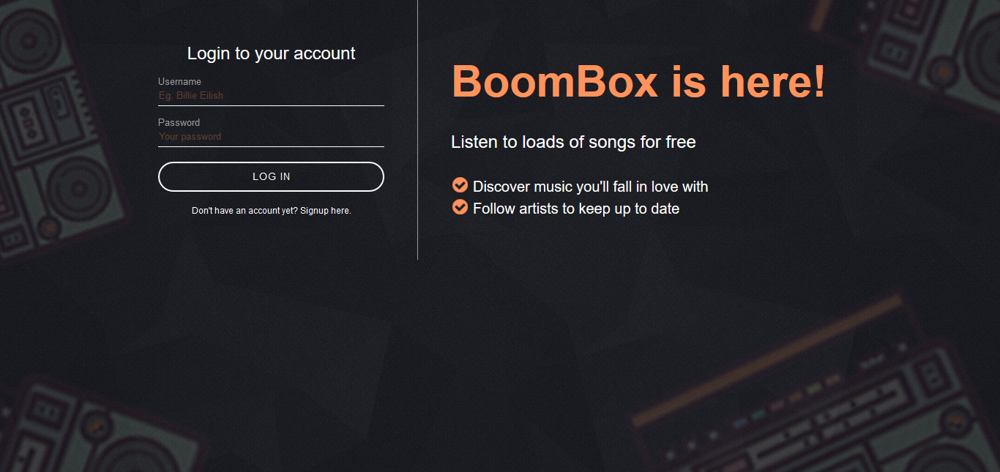 Login to your account
Username
Eg. Billie Eilish
Password
Your password
LOG IN
Don't have an account yet? Signup here.
BoomBox is here!
Listen to loads of songs for free
Discover music you'll fall in love with
Follow artists to keep up to date